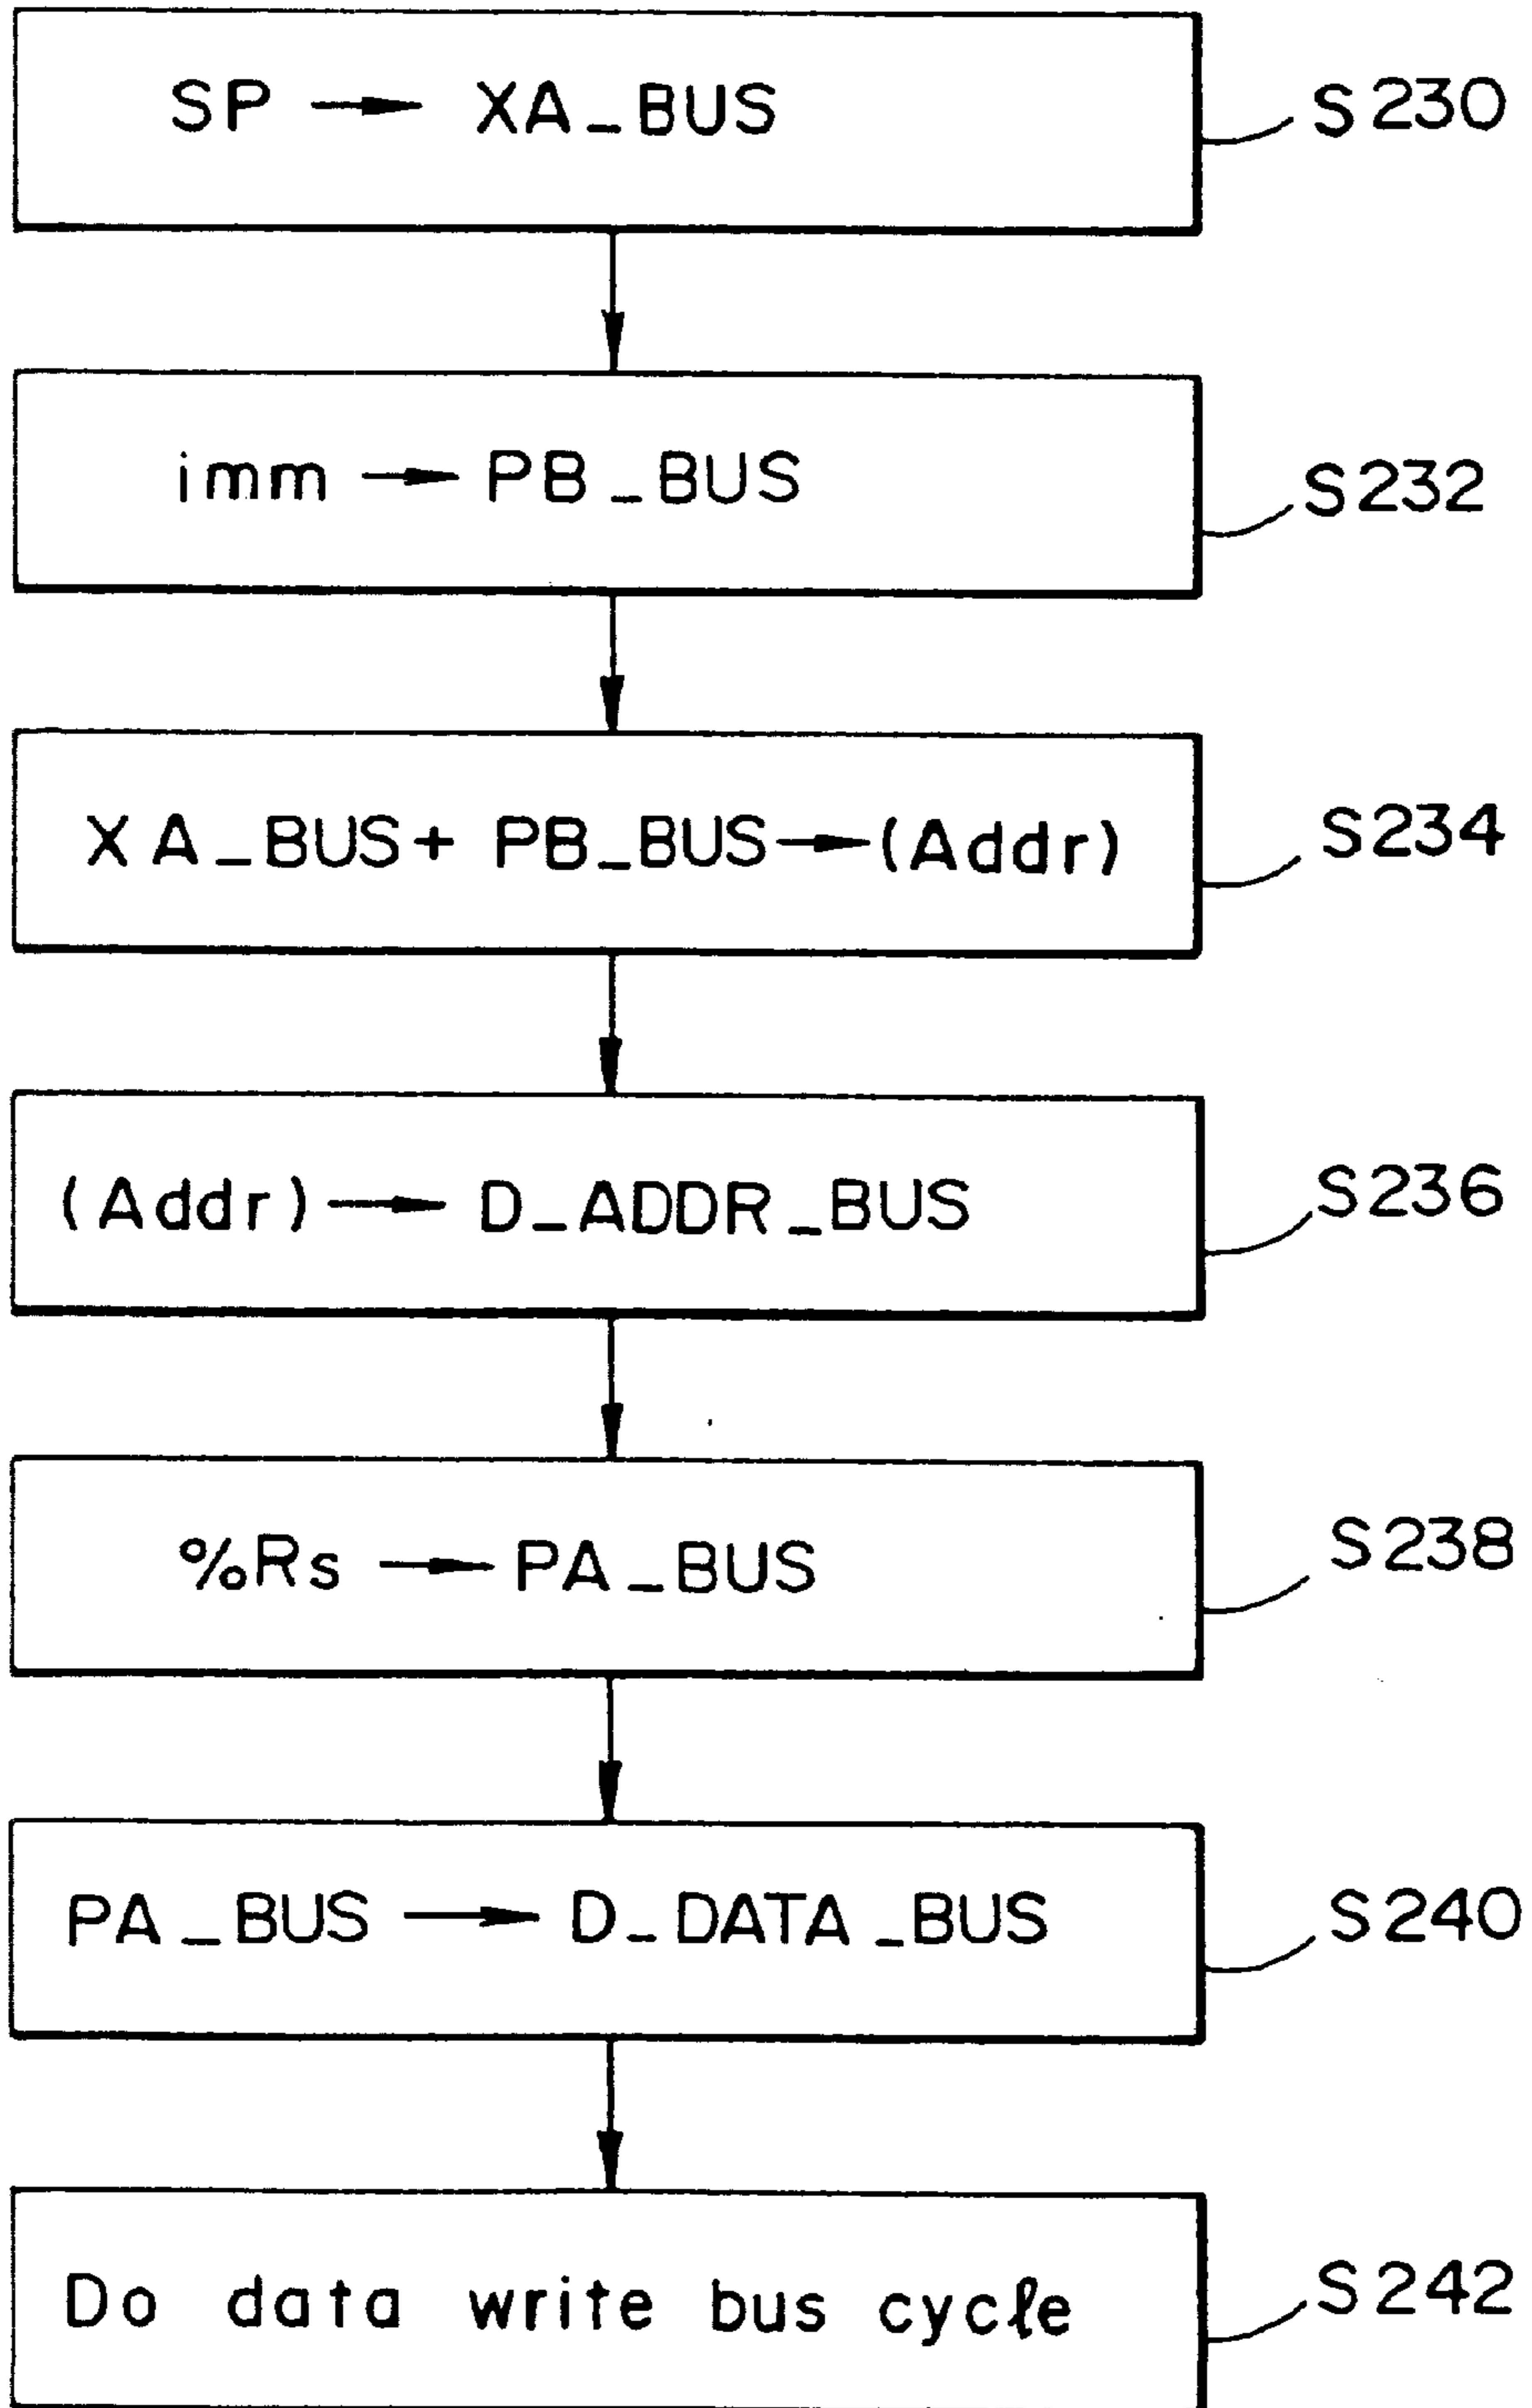 SP → XA_BUS
S230
imm → PB_BUS
S232
XA_BUS + PB_BUS → (Addr)
S234
(Addr) → D_ADDR_BUS
S236
%Rs → PA_BUS
S238
PA_BUS → D_DATA_BUS
S240
Do data write bus cycle
S242